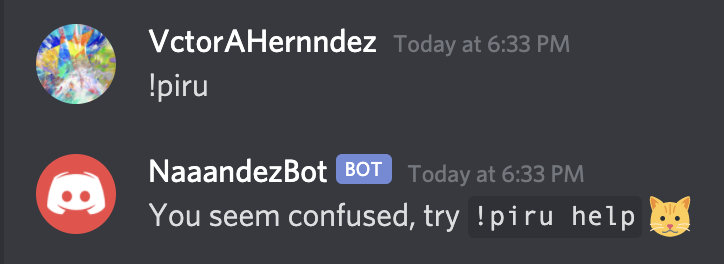 VctorAHernndez Today at 6:33 PM
!piru
NaaandezBot BOT Today at 6:33 PM
You seem confused, try !piru help